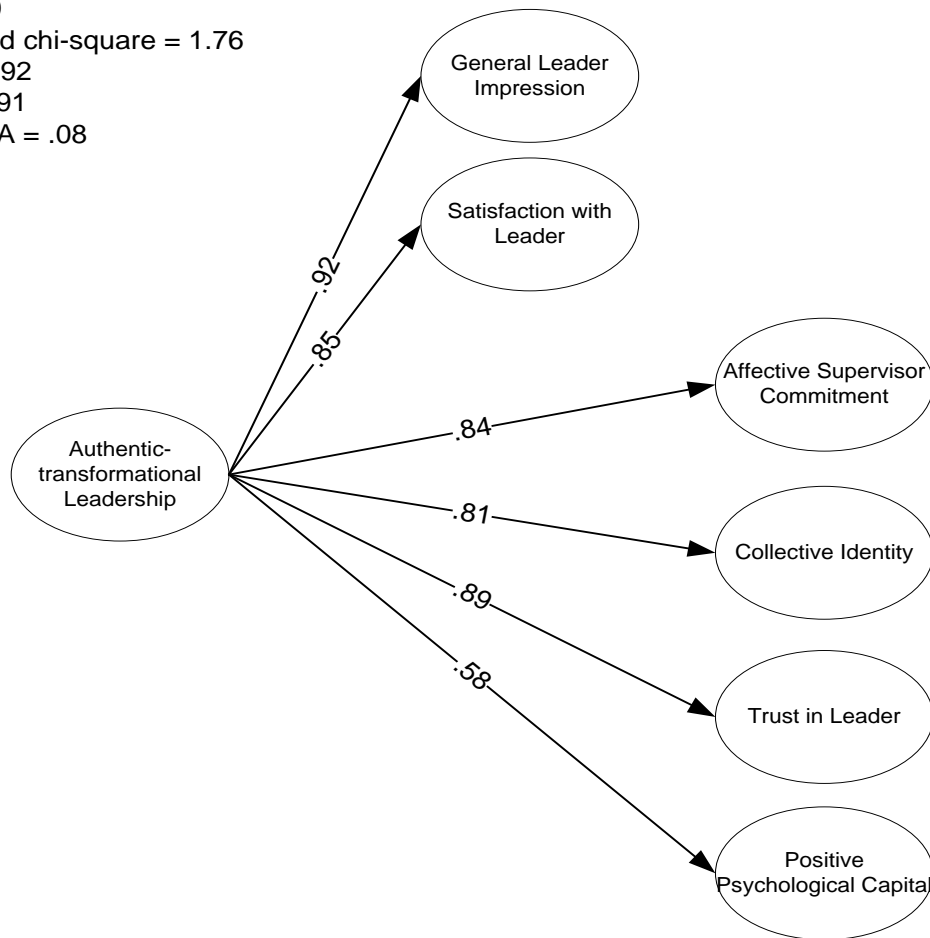 d chi-square = 1.76
92
91
A = .08
General Leader
Impression
Satisfaction with
Leader
.92
.85
Affective Supervisor
Commitment
.84
Authentic-
transformational
Leadership
.81
Collective Identity
.89
.58
Trust in Leader
Positive
Psychological Capital